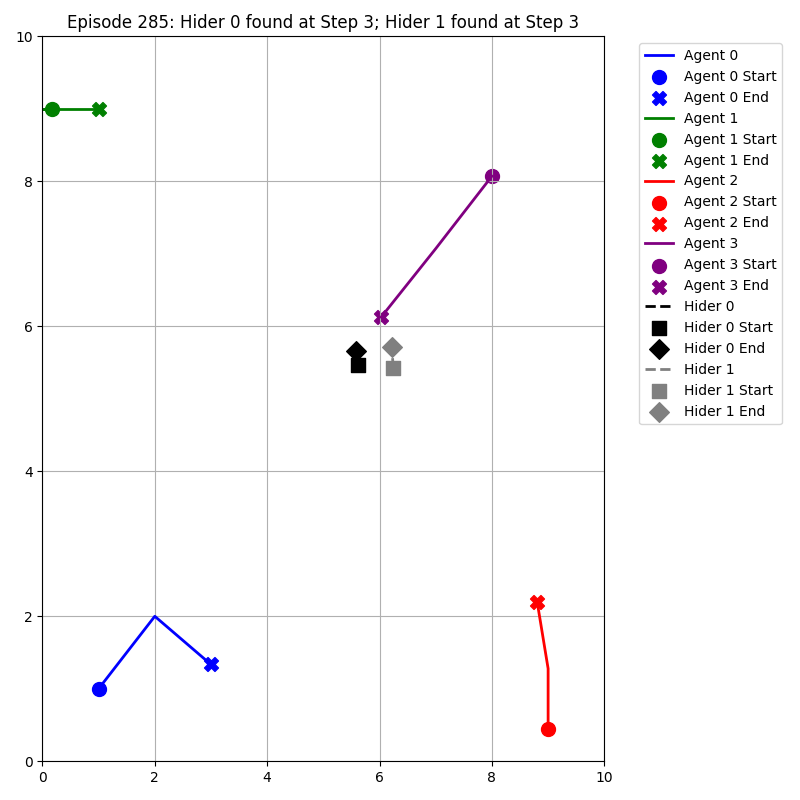 Episode 285: Hider 0 found at Step 3; Hider 1 found at Step 3
10
8
6
4
2
0
0 2 4 6 8 10
Agent 0
Agent 0 Start
Agent 0 End
Agent 1
Agent 1 Start
Agent 1 End
Agent 2
Agent 2 Start
Agent 2 End
Agent 3
Agent 3 Start
Agent 3 End
Hider 0
Hider 0 Start
Hider 0 End
Hider 1
Hider 1 Start
Hider 1 End